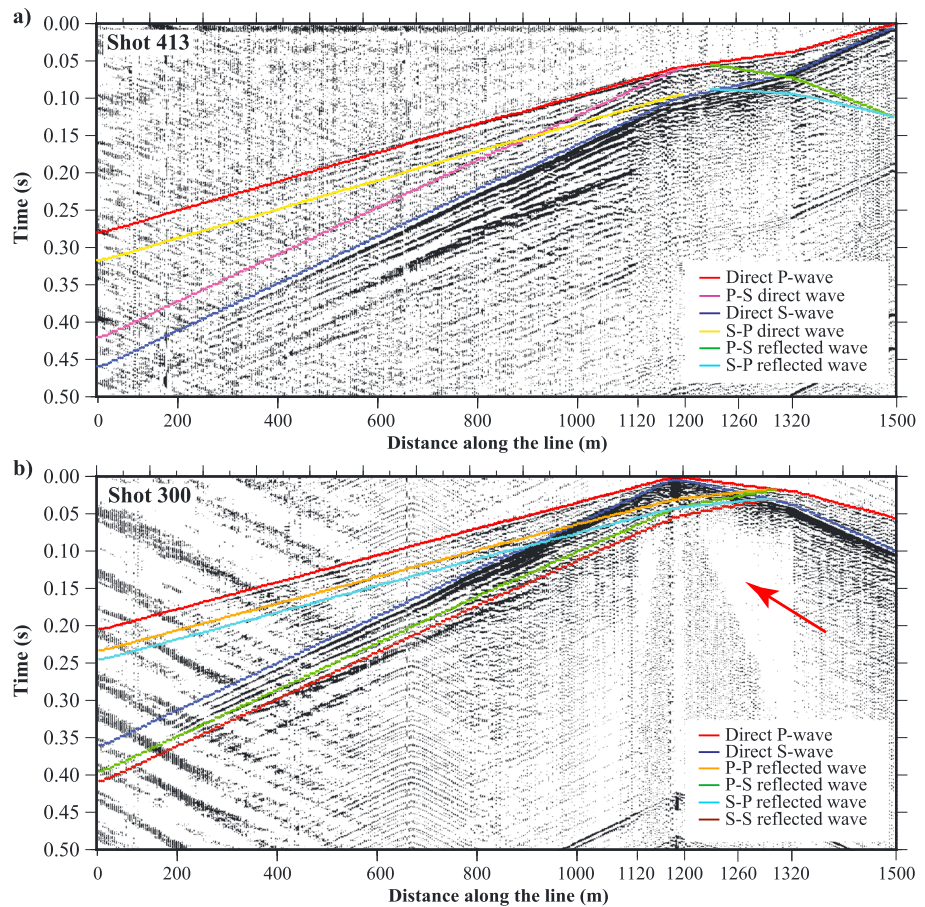 a)
Shot 413
0.00
0.05
0.10
0.15
0.20
0.25
0.30
0.35
0.40
0.45
0.50
Time (s)
Direct P-wave
P-S direct wave
Direct S-wave
S-P direct wave
P-S reflected wave
S-P reflected wave
0 200 400 600 800 1000 1120 1200 1260 1320 1500
Distance along the line (m)
b)
Shot 300
0.00
0.05
0.10
0.15
0.20
0.25
0.30
0.35
0.40
0.45
0.50
Time (s)
Direct P-wave
Direct S-wave
P-P reflected wave
P-S reflected wave
S-P reflected wave
S-S reflected wave
0 200 400 600 800 1000 1120 1200 1260 1320 1500
Distance along the line (m)